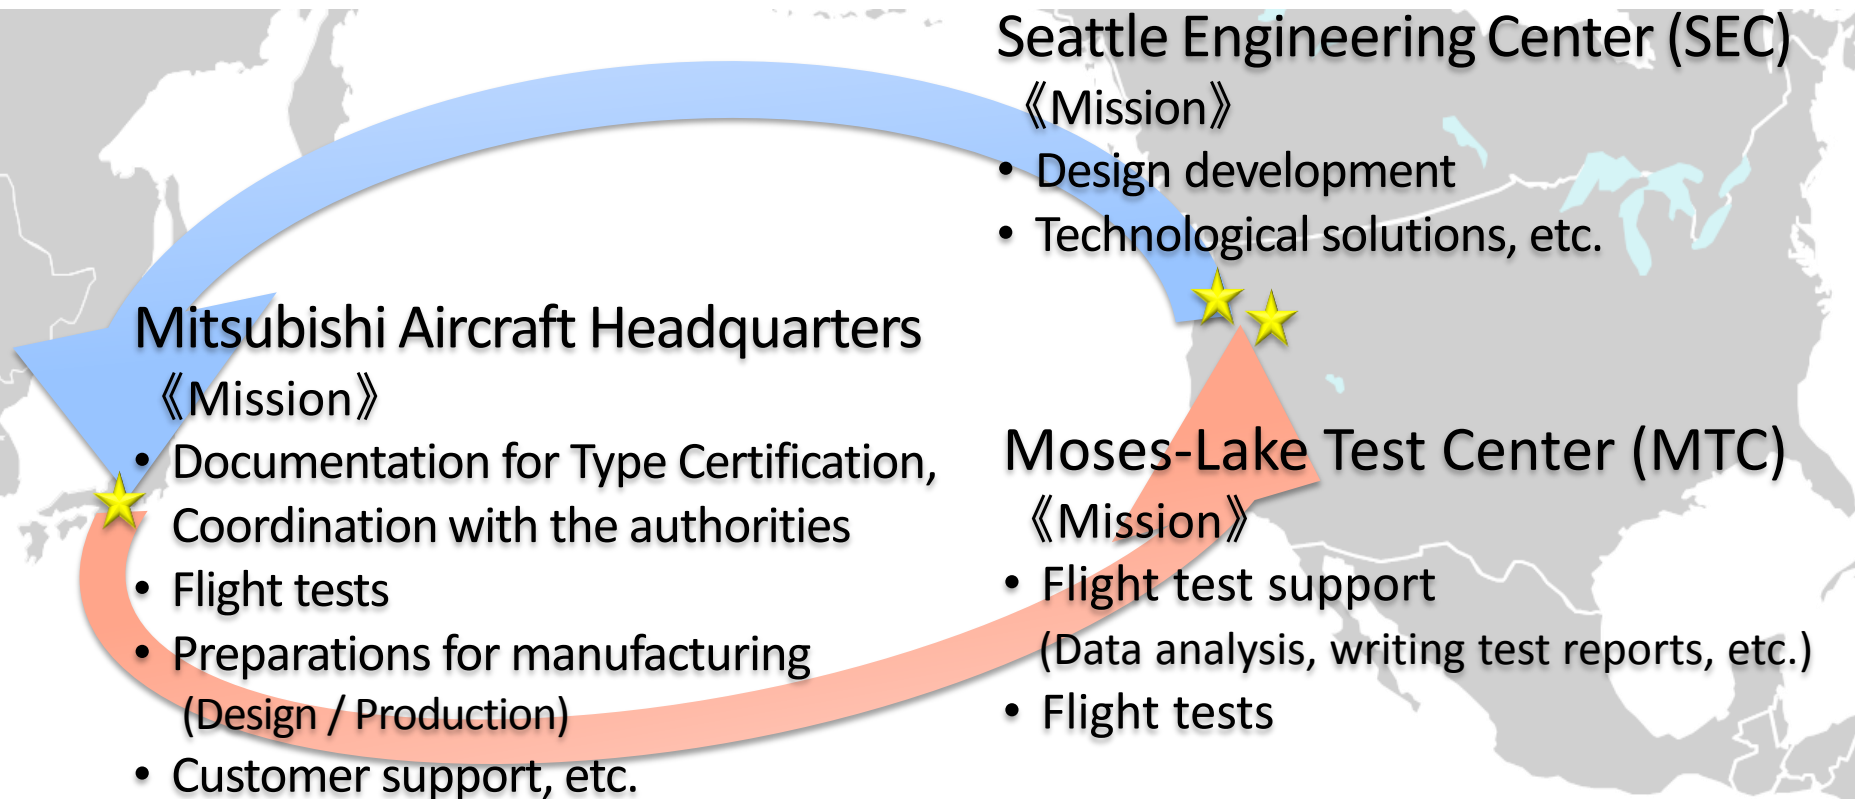 Seattle Engineering Center (SEC)
《Mission》
• Design development
• Technological solutions, etc.
Mitsubishi Aircraft Headquarters
《Mission》
• Documentation for Type Certification,
Coordination with the authorities
• Flight tests
• Preparations for manufacturing
(Design / Production)
• Customer support, etc.
Moses-Lake Test Center (MTC)
《Mission》
• Flight test support
(Data analysis, writing test reports, etc.)
• Flight tests